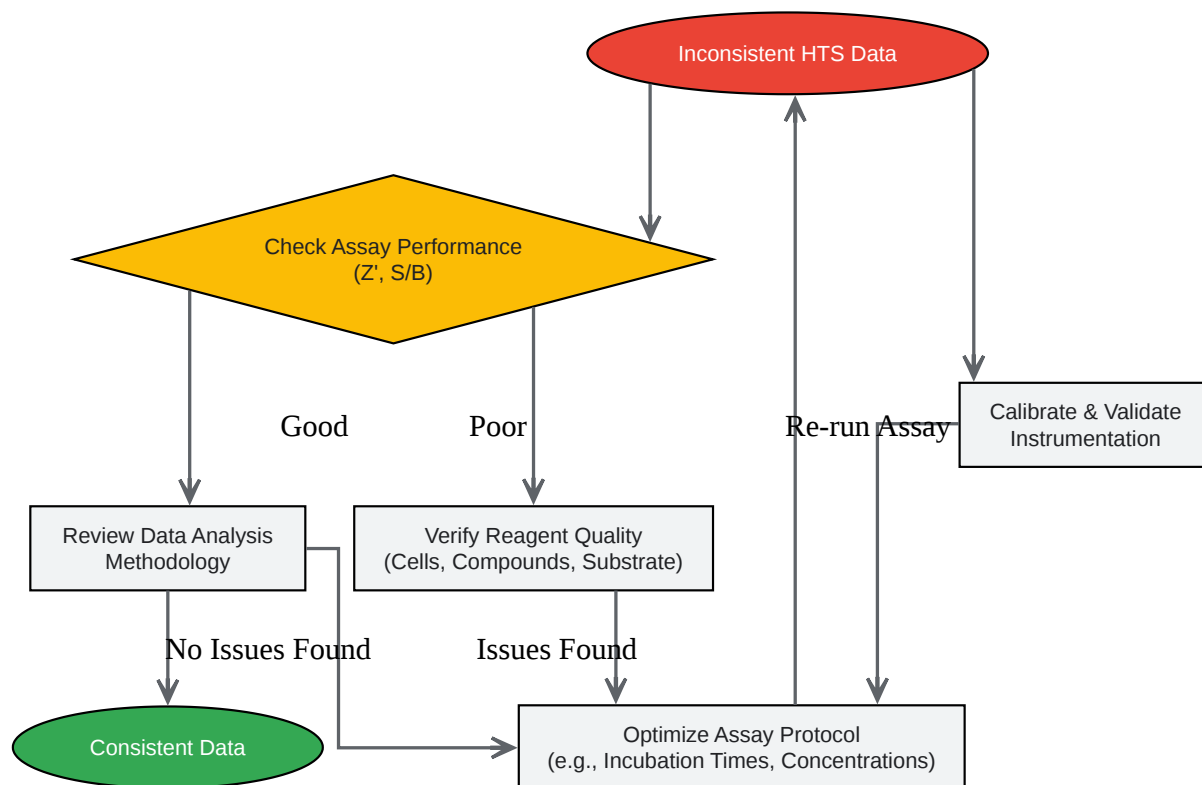 Inconsistent HTS Data
Check Assay Performance
(Z', S/B)
Good
Poor
Re-run Assay
Calibrate & Validate
Instrumentation
Review Data Analysis
Methodology
Verify Reagent Quality
(Cells, Compounds, Substrate)
No Issues Found
Issues Found
Consistent Data
Optimize Assay Protocol
(e.g., Incubation Times, Concentrations)